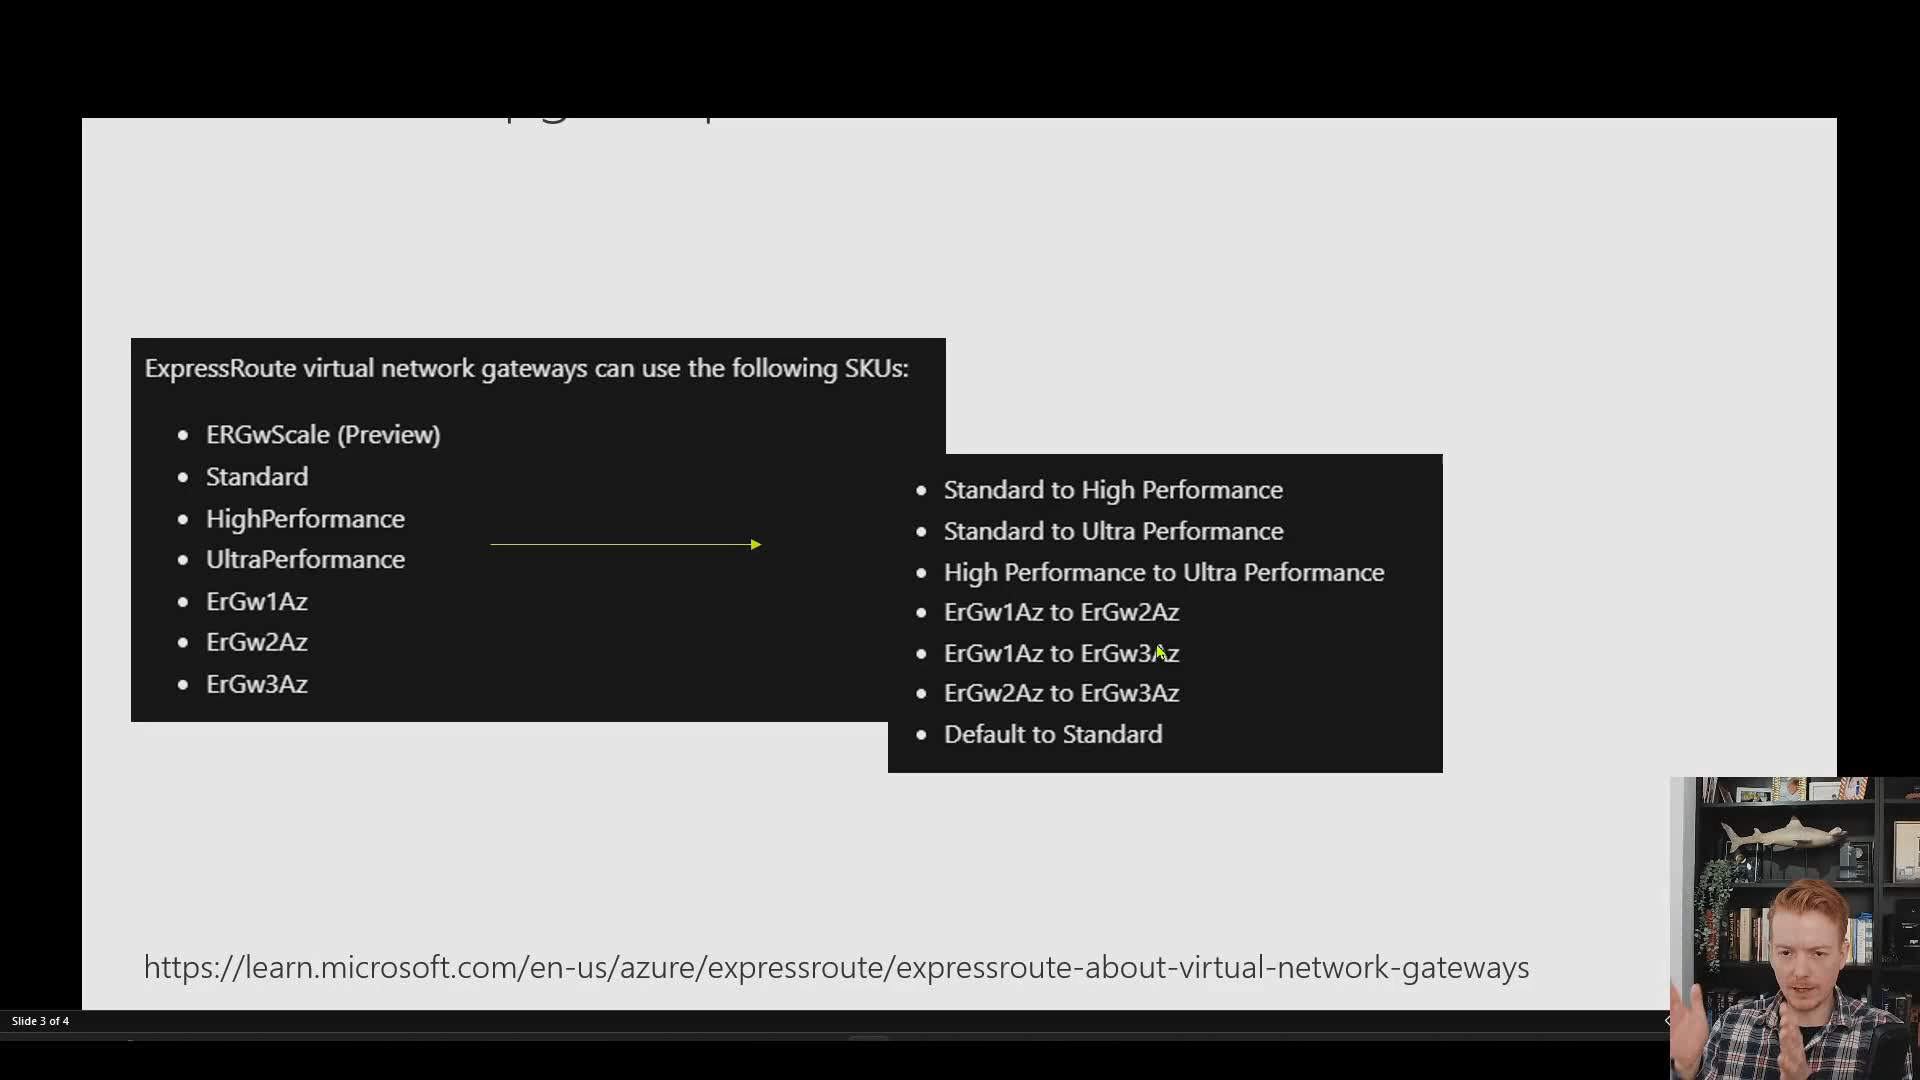 ExpressRoute virtual network gateways can use the following SKUs:
• ERGwScale (Preview)
• Standard
• HighPerformance
• UltraPerformance
• ErGw1Az
• ErGw2Az
• ErGw3Az
• Standard to High Performance
• Standard to Ultra Performance
• High Performance to Ultra Performance
• ErGw1Az to ErGw2Az
• ErGw1Az to ErGw3Az
• ErGw2Az to ErGw3Az
• Default to Standard
https://learn.microsoft.com/en-us/azure/expressroute/expressroute-about-virtual-network-gateways
Slide 3 of 4